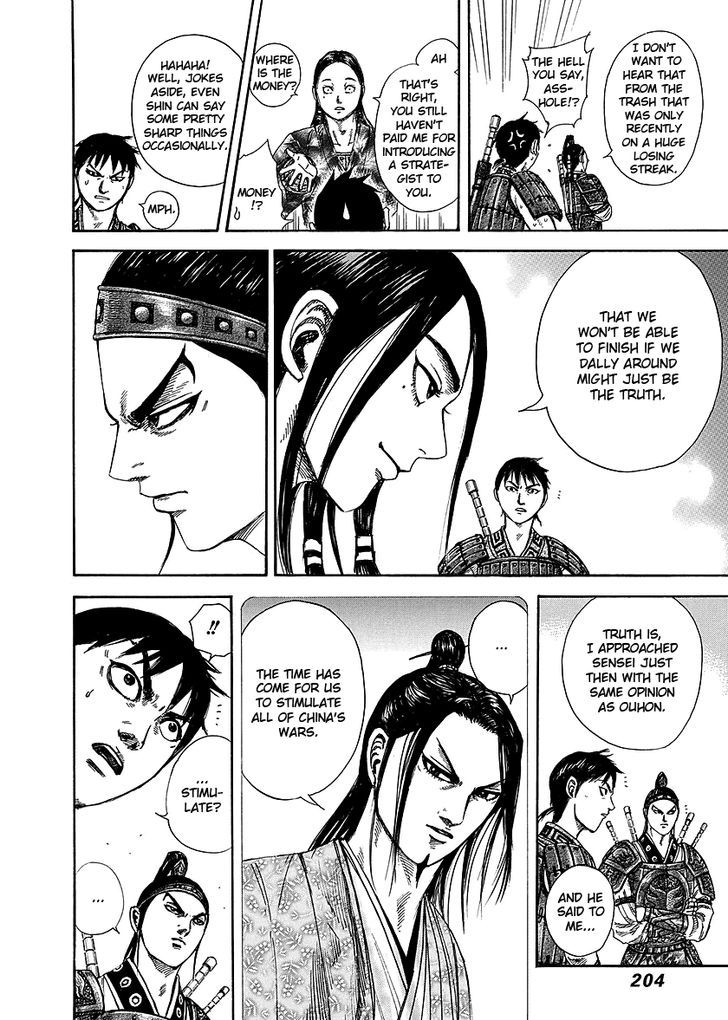 I DON'T
WANT TO
HEAR THAT
FROM THE
TRASH THAT
WAS ONLY
RECENTLY
ON A HUGE
LOSING
STREAK.
THE HELL
YOU SAY,
ASS-
HOLE!?
AH
THAT'S
RIGHT,
YOU STILL
HAVEN'T
PAID ME FOR
INTRODUCING
A STRATE-
GIST TO
YOU.
WHERE
IS THE
MONEY?
MONEY
!?
HAHAHA!
WELL, JOKES
ASIDE, EVEN
SHIN CAN SAY
SOME PRETTY
SHARP THINGS
OCCASIONALLY.
MPH.
THAT WE
WON'T BE ABLE
TO FINISH IF WE
DALLY AROUND
MIGHT JUST BE
THE TRUTH.
...
TRUTH IS,
I APPROACHED
SENSEI JUST
THEN WITH THE
SAME OPINION
AS OUHON.
AND HE
SAID TO
ME...
...
THE TIME HAS
COME FOR US
TO STIMULATE
ALL OF CHINA'S
WARS.
!!
...
STIMU-
LATE?
...
204